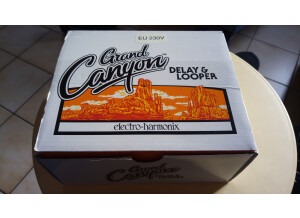 EU 230V
Grand
Canyon
DELAY &
LOOPER
electro-harmonix
Grand
Canyon